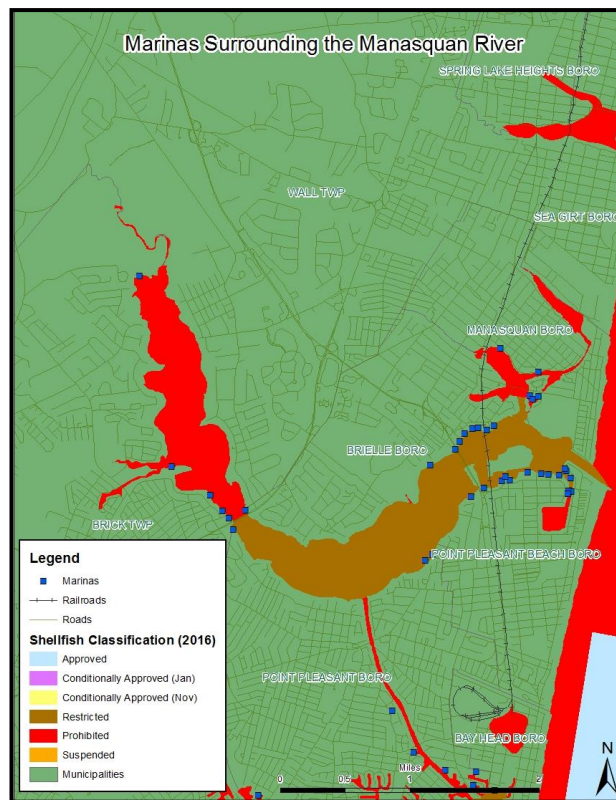 Marinas Surrounding the Manasquan River
SPRING LAKE HEIGHTS BORO
WALL TWP
SEA GIRT BORO
MANASQUAN BORO
BRIELLE BORO
BRICK TWP
POINT PLEASANT BEACH BORO
POINT PLEASANT BORO
BAY HEAD BORO
Legend
Marinas
Railroads
Roads
Shellfish Classification (2016)
Approved
Conditionally Approved (Jan)
Conditionally Approved (Nov)
Restricted
Prohibited
Suspended
Municipalities
N
Miles
0 0.5 1 2